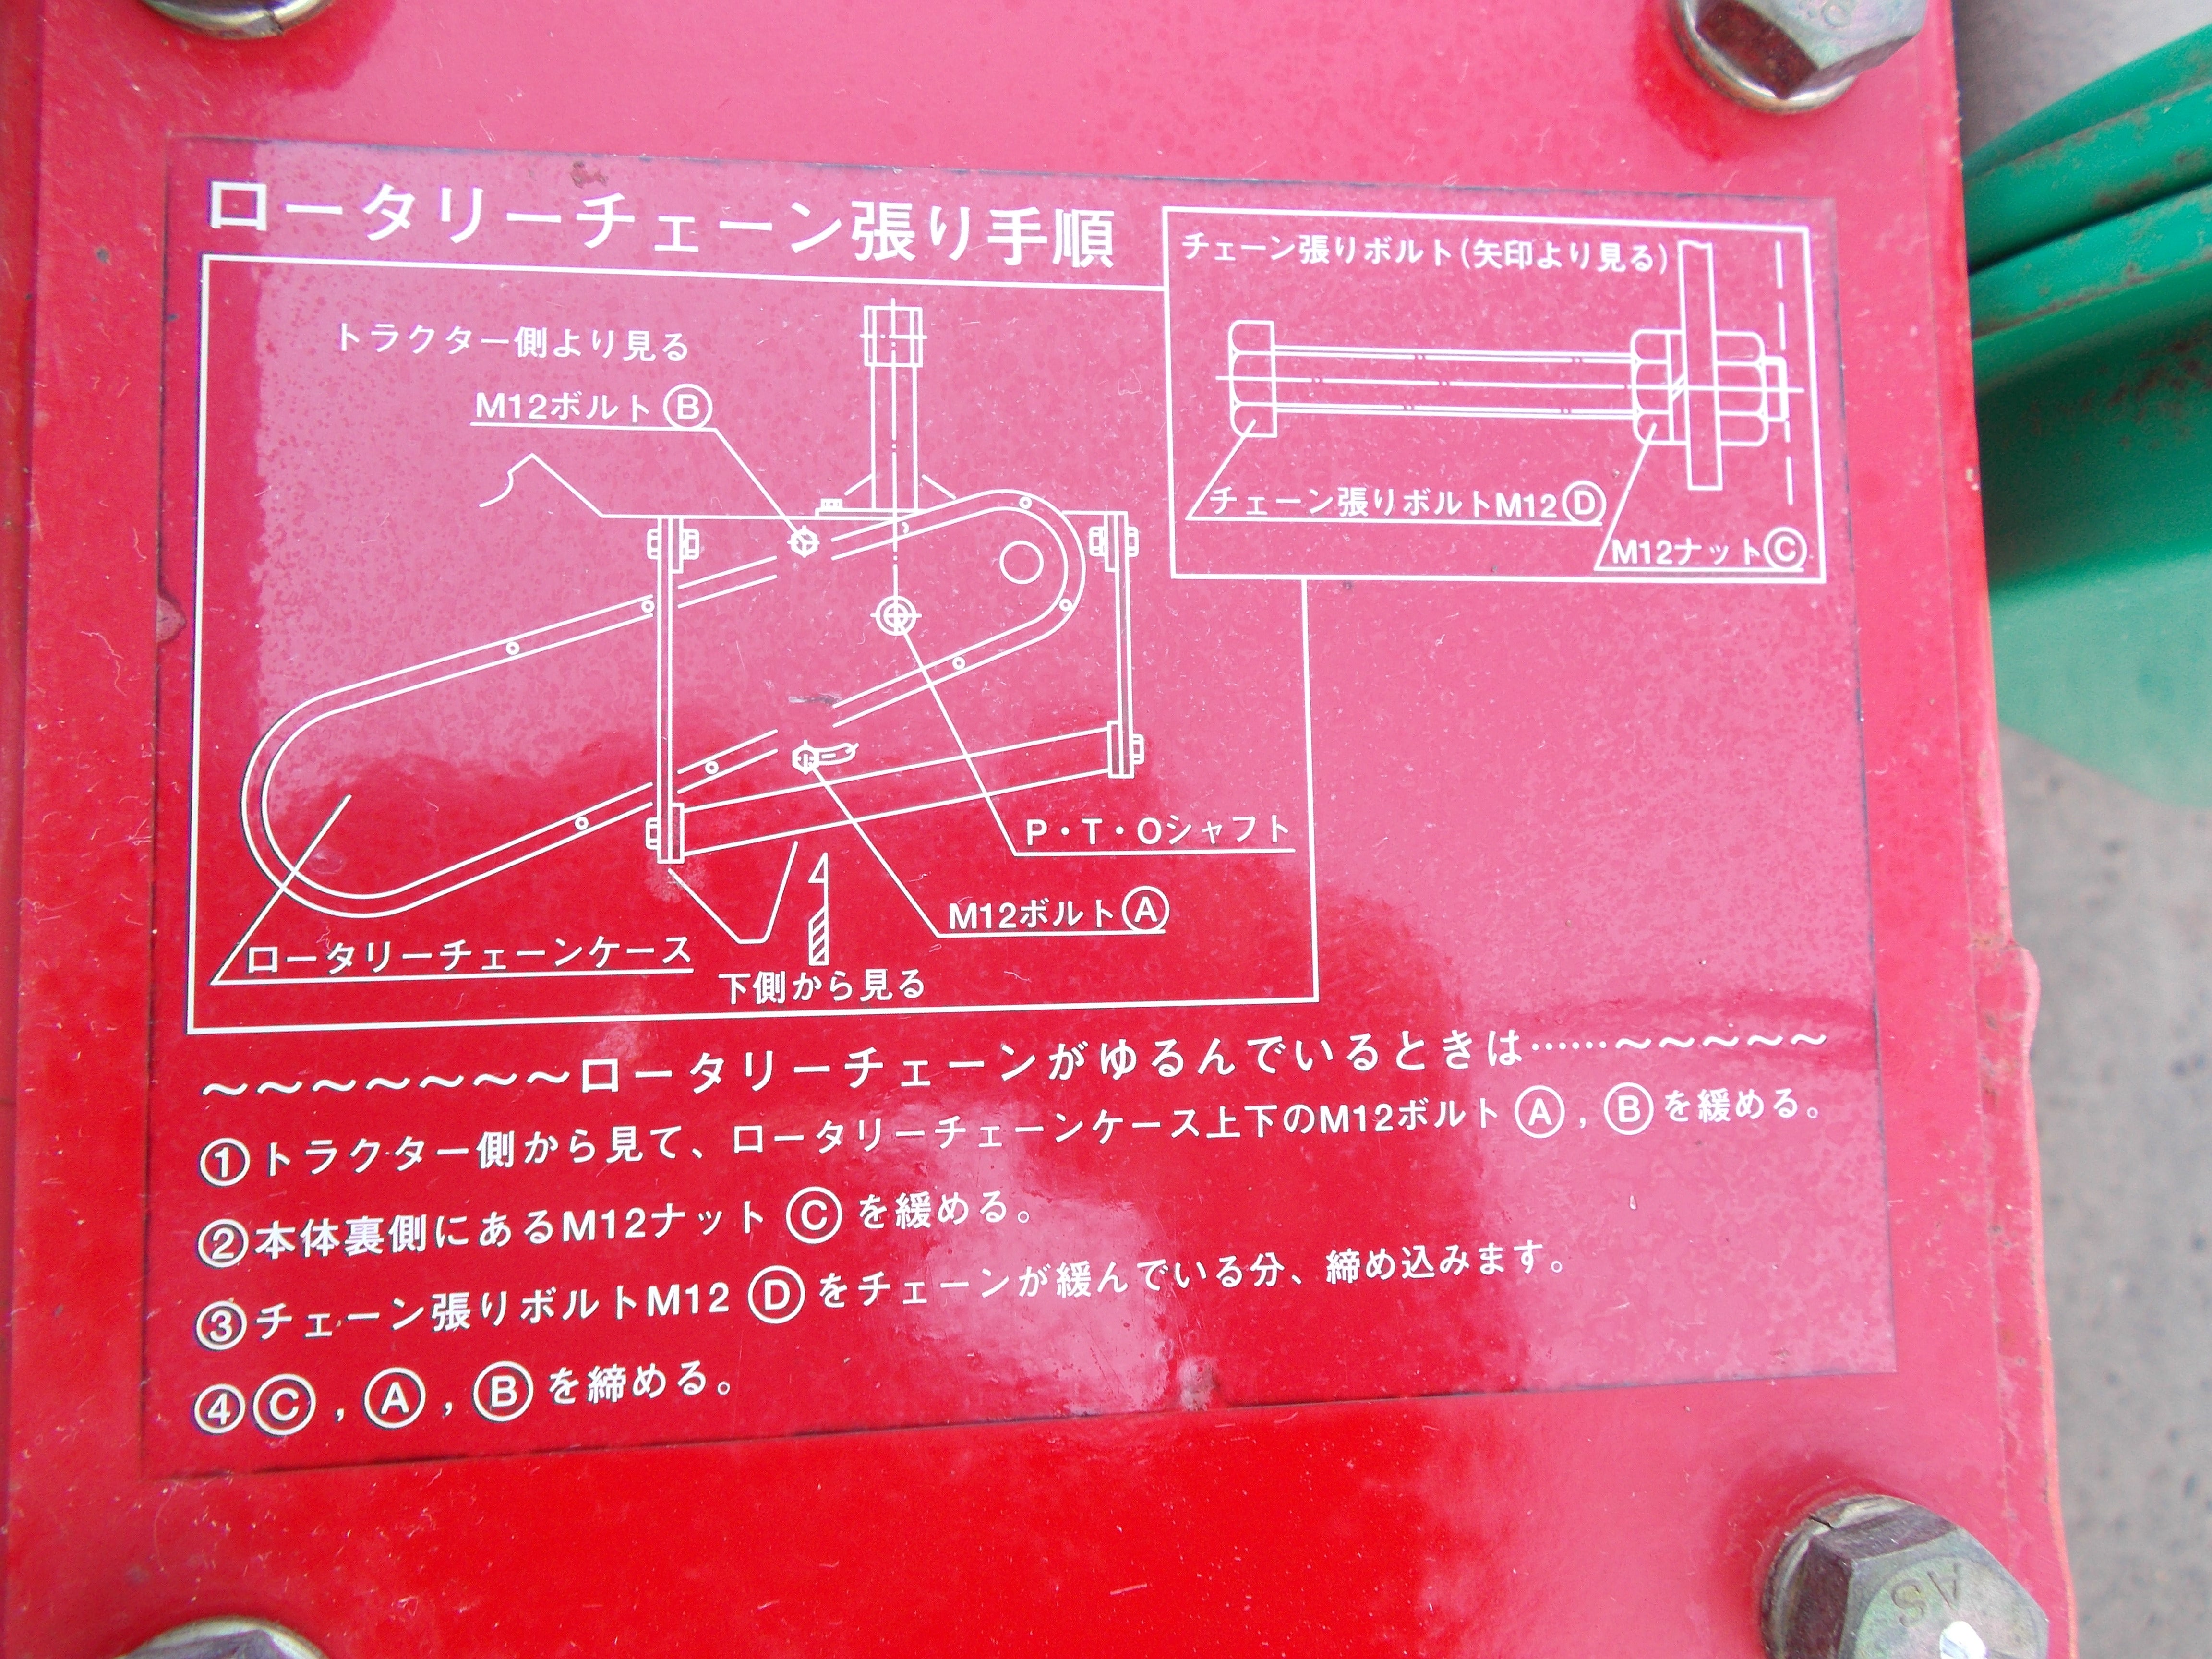 ロータリーチェーン張り手順
チェーン張りボルト(矢印より見る)
トラクター側より見る
M12ボルトⒷ
チェーン張りボルトM12Ⓓ
M12ナットⒸ
P・T・Oシャフト
M12ボルトⒶ
ロータリーチェーンケース
下側から見る
～～～～～～～ロータリーチェーンがゆるんでいるときは……～～～～～
①トラクター側から見て、ロータリーチェーンケース上下のM12ボルトⒶ,Ⓑを緩める。
②本体裏側にあるM12ナットⒸを緩める。
③チェーン張りボルトM12Ⓓをチェーンが緩んでいる分、締め込みます。
④Ⓒ,Ⓐ,Ⓑを締める。
AS